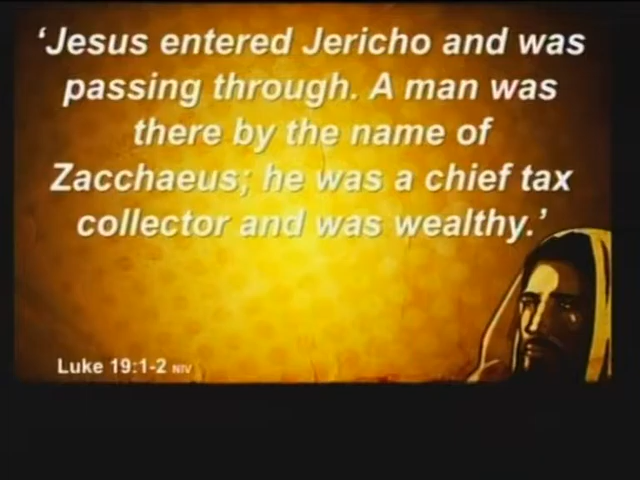 ‘Jesus entered Jericho and was
passing through. A man was
there by the name of
Zacchaeus; he was a chief tax
collector and was wealthy.’
Luke 19:1-2 NIV